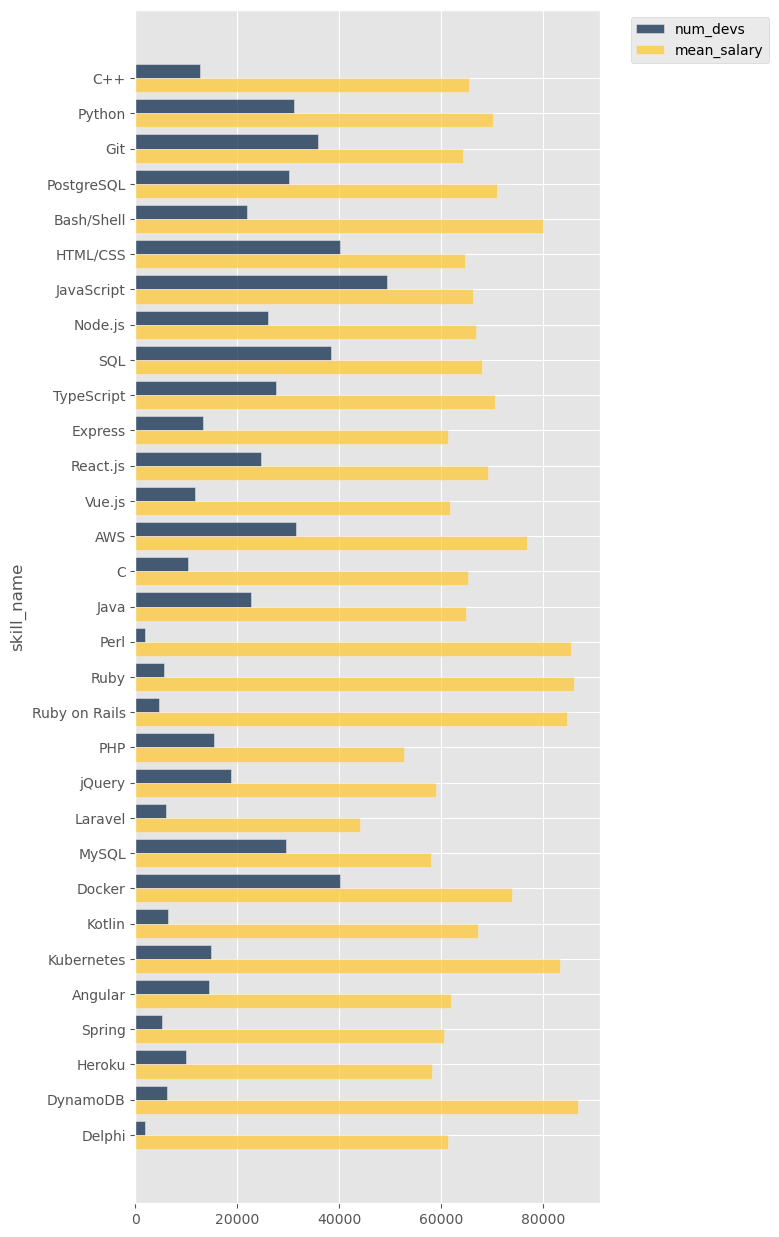 num_devs
mean_salary
C++
Python
Git
PostgreSQL
Bash/Shell
HTML/CSS
JavaScript
Node.js
SQL
TypeScript
Express
React.js
Vue.js
AWS
C
Java
Perl
Ruby
Ruby on Rails
PHP
jQuery
Laravel
MySQL
Docker
Kotlin
Kubernetes
Angular
Spring
Heroku
DynamoDB
Delphi
skill_name
0 20000 40000 60000 80000